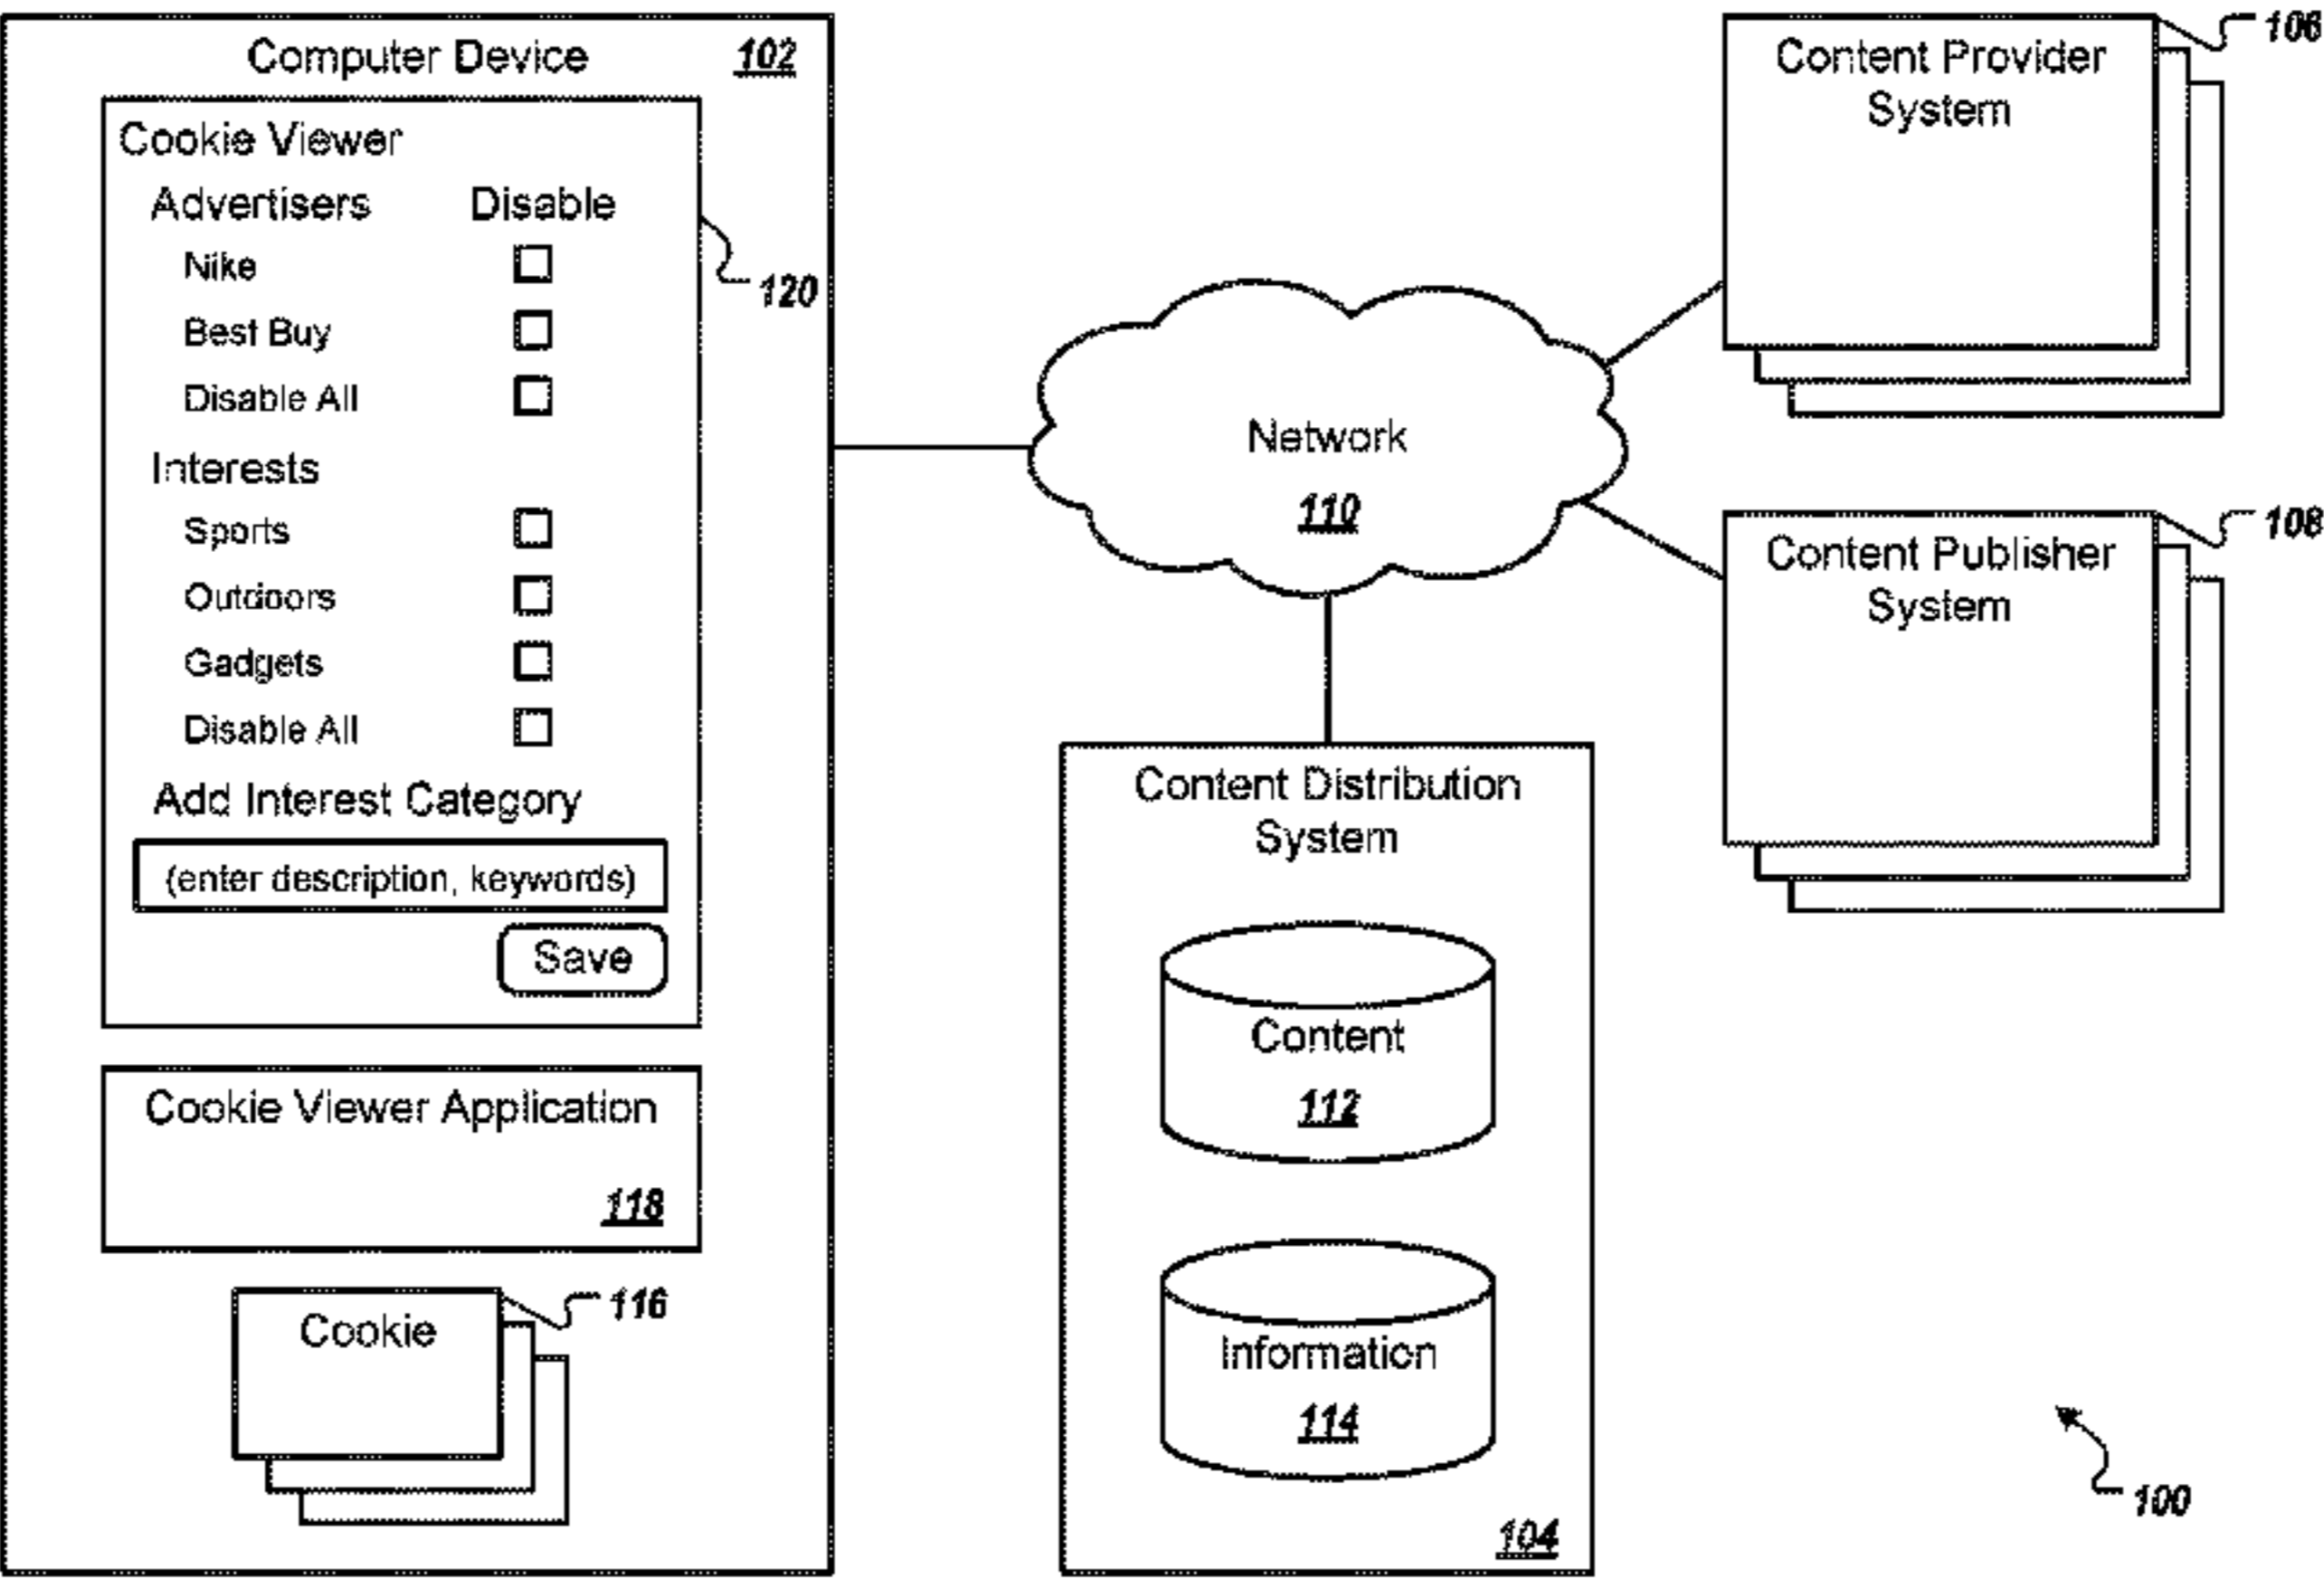 Computer Device 102
Cookie Viewer
Advertisers Disable
Nike
Best Buy
Disable All
Interests
Sports
Outdoors
Gadgets
Disable All
Add Interest Category
(enter description, keywords)
Save
120
Cookie Viewer Application
118
Cookie
116
Network
110
Content Provider
System
106
Content Publisher
System
108
Content Distribution
System
Content
112
Information
114
104
100